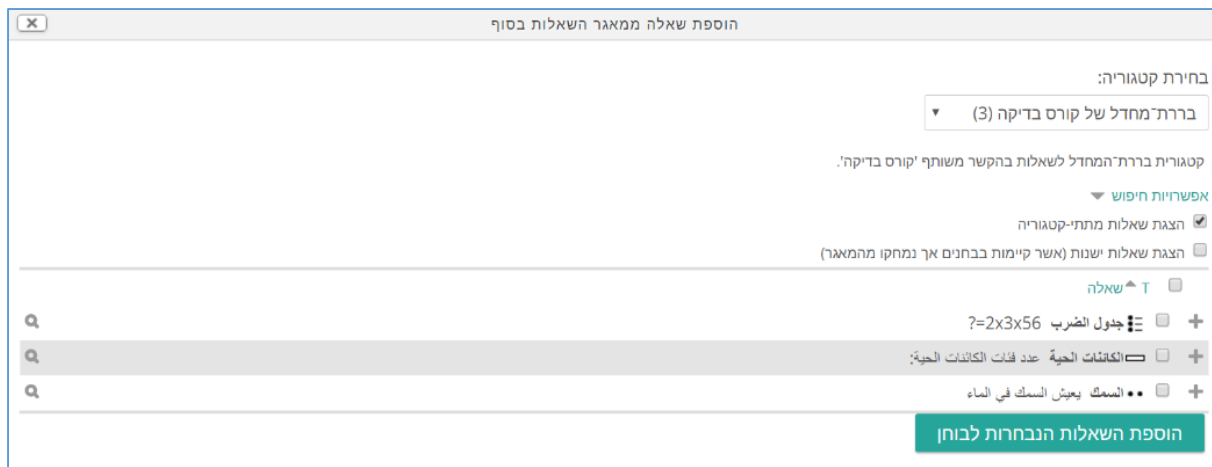 הוספת שאלה ממאגר השאלות בסוף
בחירת קטגוריה:
בררת־מחדל של קורס בדיקה (3)
קטגורית בררת־המחדל לשאלות בהקשר משותף 'קורס בדיקה'.
אפשרויות חיפוש
הצגת שאלות מתתי-קטגוריה
הצגת שאלות ישנות (אשר קיימות בבחנים אך נמחקו מהמאגר)
T שאלה
جدول الضرب ?=2x3x56
الكائنات الحية عدد فئات الكائنات الحية:
السمك يعيش السمك في الماء
הוספת השאלות הנבחרות לבוחן